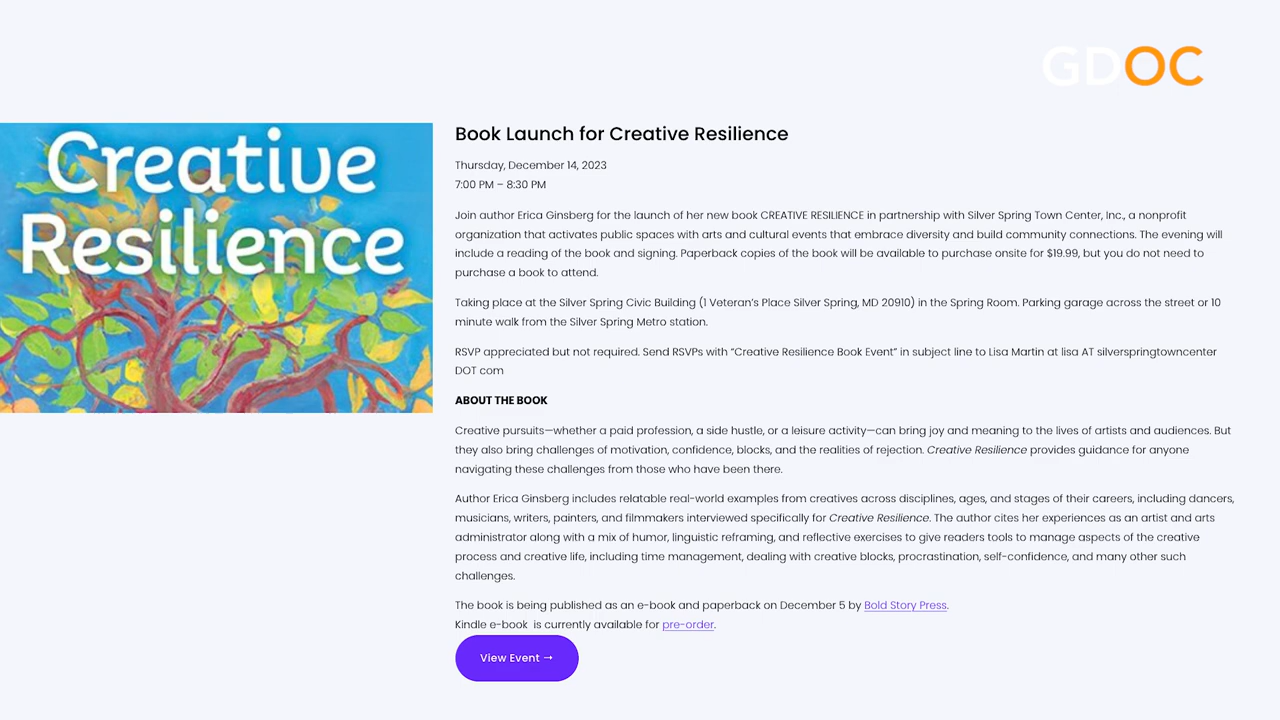 GDOC
Creative
Resilience
Book Launch for Creative Resilience
Thursday, December 14, 2023
7:00 PM – 8:30 PM
Join author Erica Ginsberg for the launch of her new book CREATIVE RESILIENCE in partnership with Silver Spring Town Center, Inc., a nonprofit
organization that activates public spaces with arts and cultural events that embrace diversity and build community connections. The evening will
include a reading of the book and signing. Paperback copies of the book will be available to purchase onsite for $19.99, but you do not need to
purchase a book to attend.
Taking place at the Silver Spring Civic Building (1 Veteran’s Place Silver Spring, MD 20910) in the Spring Room. Parking garage across the street or 10
minute walk from the Silver Spring Metro station.
RSVP appreciated but not required. Send RSVPs with “Creative Resilience Book Event” in subject line to Lisa Martin at lisa AT silverspringtowncenter
DOT com
ABOUT THE BOOK
Creative pursuits—whether a paid profession, a side hustle, or a leisure activity—can bring joy and meaning to the lives of artists and audiences. But
they also bring challenges of motivation, confidence, blocks, and the realities of rejection. Creative Resilience provides guidance for anyone
navigating these challenges from those who have been there.
Author Erica Ginsberg includes relatable real-world examples from creatives across disciplines, ages, and stages of their careers, including dancers,
musicians, writers, painters, and filmmakers interviewed specifically for Creative Resilience. The author cites her experiences as an artist and arts
administrator along with a mix of humor, linguistic reframing, and reflective exercises to give readers tools to manage aspects of the creative
process and creative life, including time management, dealing with creative blocks, procrastination, self-confidence, and many other such
challenges.
The book is being published as an e-book and paperback on December 5 by Bold Story Press.
Kindle e-book is currently available for pre-order.
View Event →